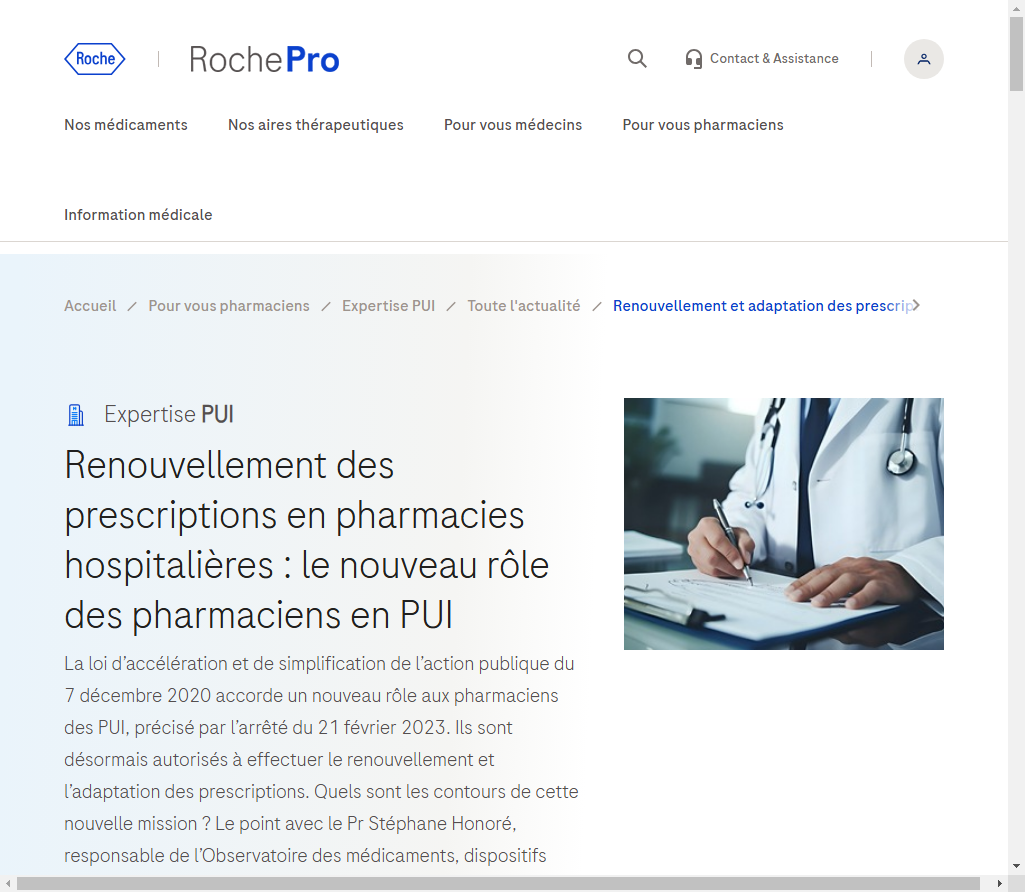 Roche
RochePro
Contact & Assistance
Nos médicaments
Nos aires thérapeutiques
Pour vous médecins
Pour vous pharmaciens
Information médicale
Accueil / Pour vous pharmaciens / Expertise PUI / Toute l'actualité / Renouvellement et adaptation des prescrip
Expertise PUI
Renouvellement des
prescriptions en pharmacies
hospitalières : le nouveau rôle
des pharmaciens en PUI
La loi d’accélération et de simplification de l’action publique du
7 décembre 2020 accorde un nouveau rôle aux pharmaciens
des PUI, précisé par l’arrêté du 21 février 2023. Ils sont
désormais autorisés à effectuer le renouvellement et
l’adaptation des prescriptions. Quels sont les contours de cette
nouvelle mission ? Le point avec le Pr Stéphane Honoré,
responsable de l’Observatoire des médicaments, dispositifs